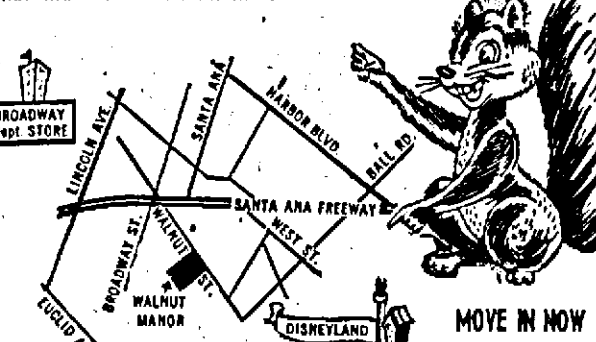 BROADWAY
ept. STORE
LINCOLN AVE.
SANTA ANA
HARBOR BLVD.
BALL RD.
SANTA ANA FREEWAY
BROADWAY ST.
WALNUT ST.
WEST ST.
WALNUT
MANOR
EUCLID
DISNEYLAND
MOVE IN NOW